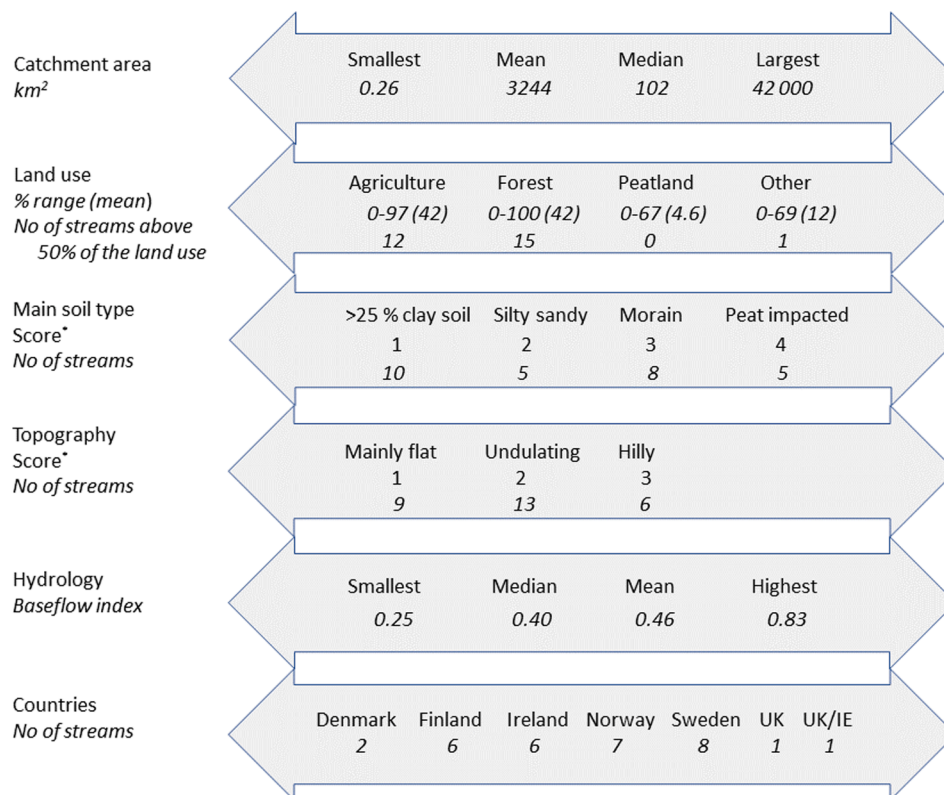 Catchment area
km²
Smallest Mean Median Largest
0.26 3244 102 42 000
Land use
% range (mean)
No of streams above
50% of the land use
Agriculture Forest Peatland Other
0-97 (42) 0-100 (42) 0-67 (4.6) 0-69 (12)
12 15 0 1
Main soil type
Score*
No of streams
>25 % clay soil Silty sandy Morain Peat impacted
1 2 3 4
10 5 8 5
Topography
Score*
No of streams
Mainly flat Undulating Hilly
1 2 3
9 13 6
Hydrology
Baseflow index
Smallest Median Mean Highest
0.25 0.40 0.46 0.83
Countries
No of streams
Denmark Finland Ireland Norway Sweden UK UK/IE
2 6 6 7 8 1 1